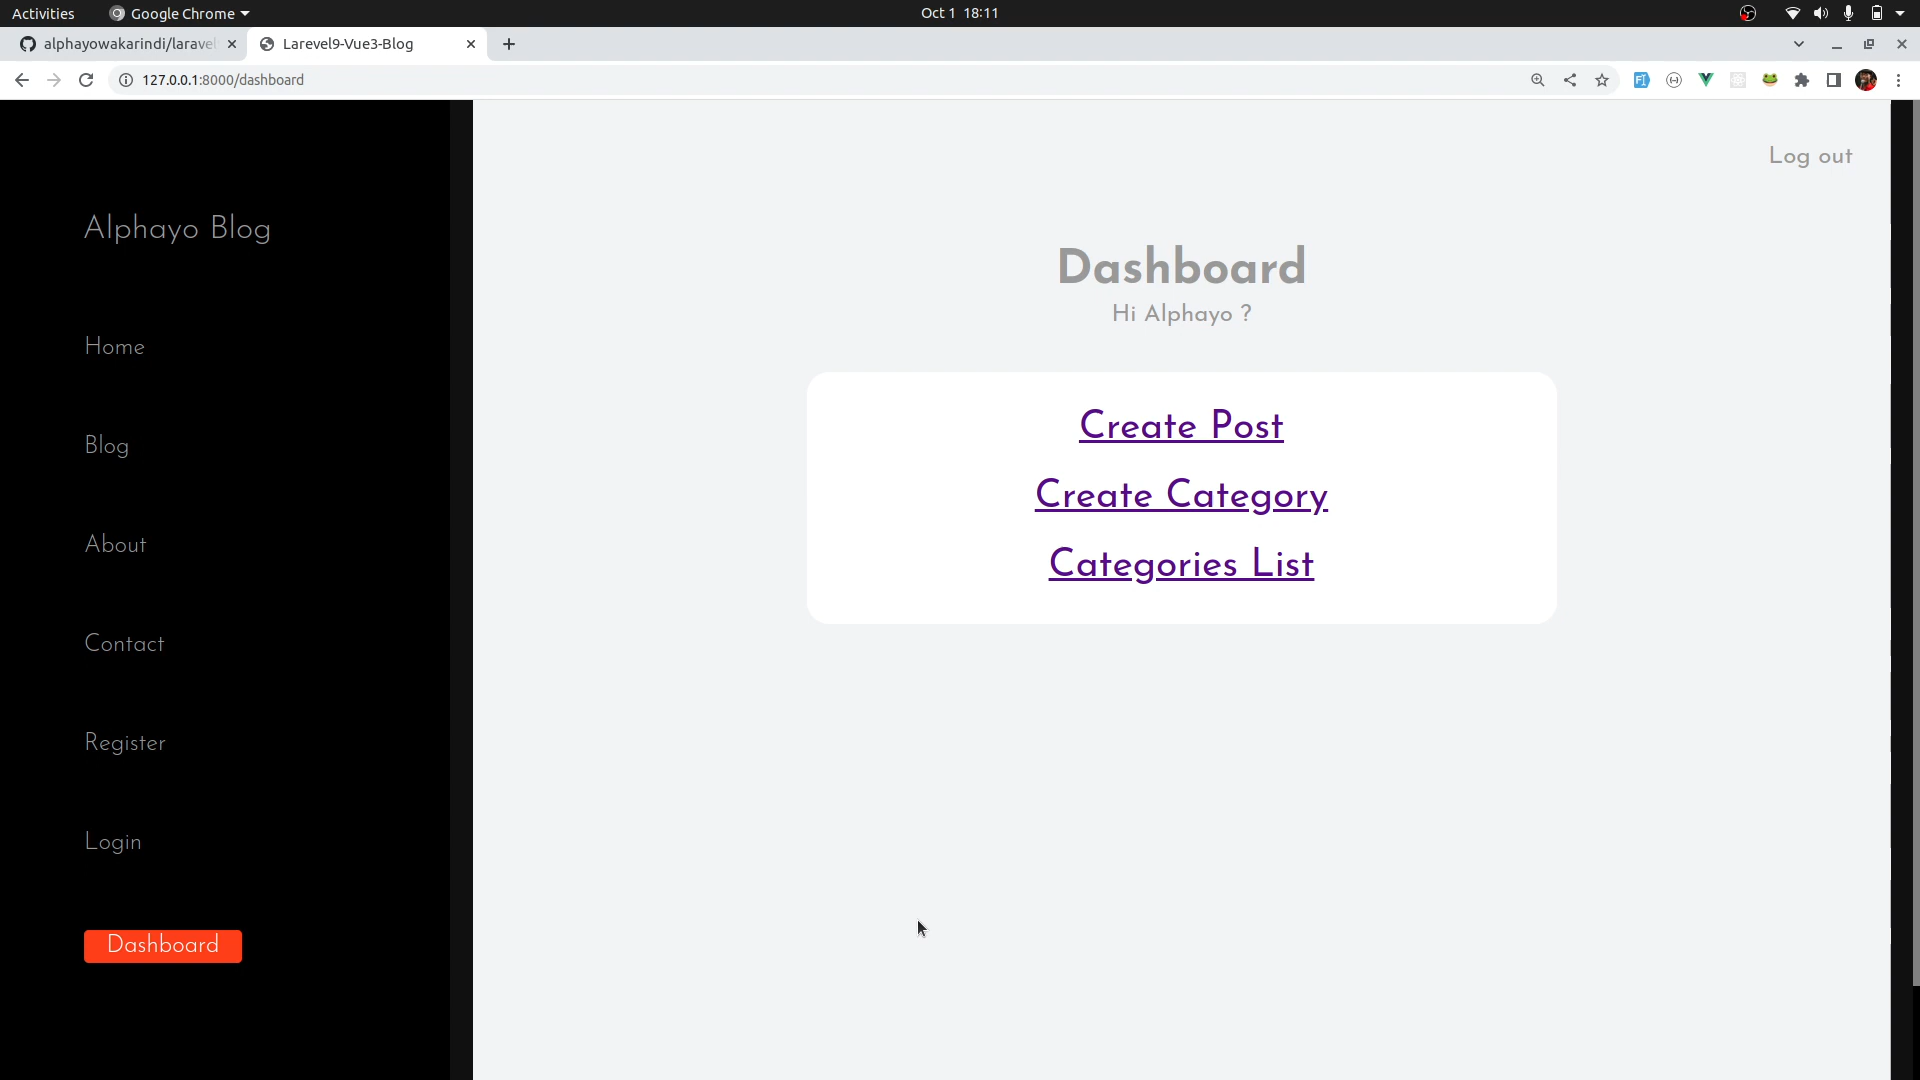 Activities
Google Chrome
Oct 1 18:11
alphayowakarindi/larave
Larevel9-Vue3-Blog
127.0.0.1:8000/dashboard
Log out
Alphayo Blog
Home
Blog
About
Contact
Register
Login
Dashboard
Dashboard
Hi Alphayo ?
Create Post
Create Category
Categories List